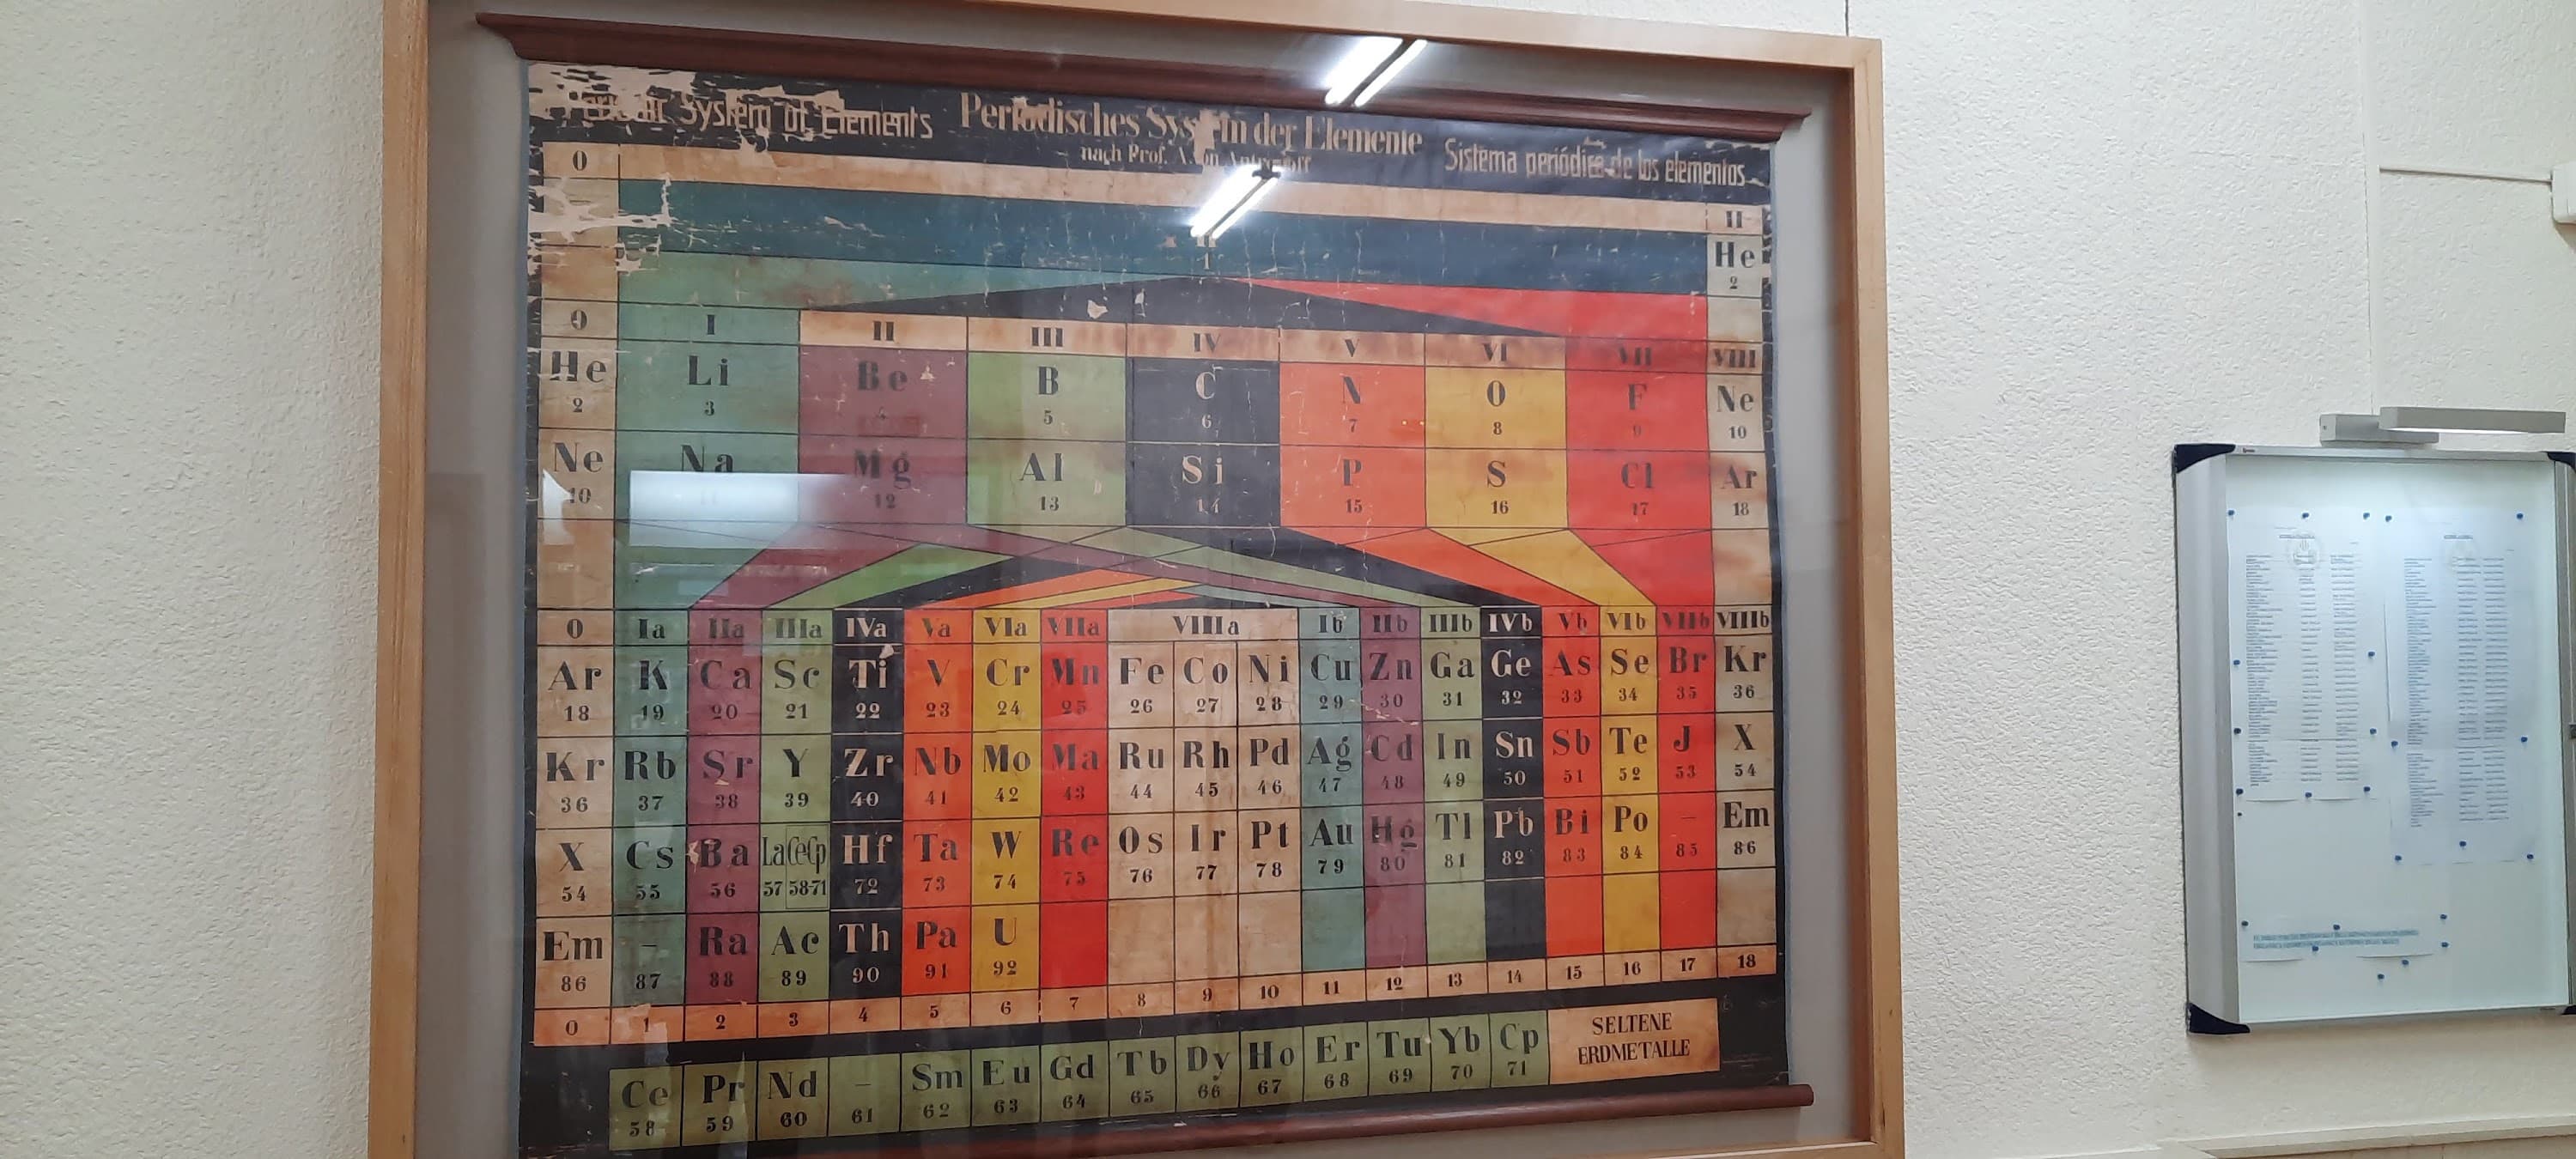 System of Elements Periodisches System der Elemente Sistema periódico de los elementos
nach Prof. A. von Antropoff
0
II
H
1
He
2
0 I II III IV V VI VII VIII
He Li Be B C N O F Ne
2 3 4 5 6 7 8 9 10
Ne Na Mg Al Si P S Cl Ar
10 12 13 14 15 16 17 18
0 Ia IIa IIIa IVa Va VIa VIIa VIIIa Ib IIb IIIb IVb Vb VIb VIIb VIIIb
Ar K Ca Sc Ti V Cr Mn Fe Co Ni Cu Zn Ga Ge As Se Br Kr
18 19 20 21 22 23 24 25 26 27 28 29 30 31 32 33 34 35 36
Kr Rb Sr Y Zr Nb Mo Ma Ru Rh Pd Ag Cd In Sn Sb Te J X
36 37 38 39 40 41 42 43 44 45 46 47 48 49 50 51 52 53 54
X Cs Ba La Ce Cp Hf Ta W Re Os Ir Pt Au Hg Tl Pb Bi Po - Em
54 55 56 57 58-71 72 73 74 75 76 77 78 79 80 81 82 83 84 85 86
Em - Ra Ac Th Pa U
86 87 88 89 90 91 92
0 1 2 3 4 5 6 7 8 9 10 11 12 13 14 15 16 17 18
Ce Pr Nd - Sm Eu Gd Tb Dy Ho Er Tu Yb Cp
58 59 60 61 62 63 64 65 66 67 68 69 70 71
SELTENE
ERDMETALLE